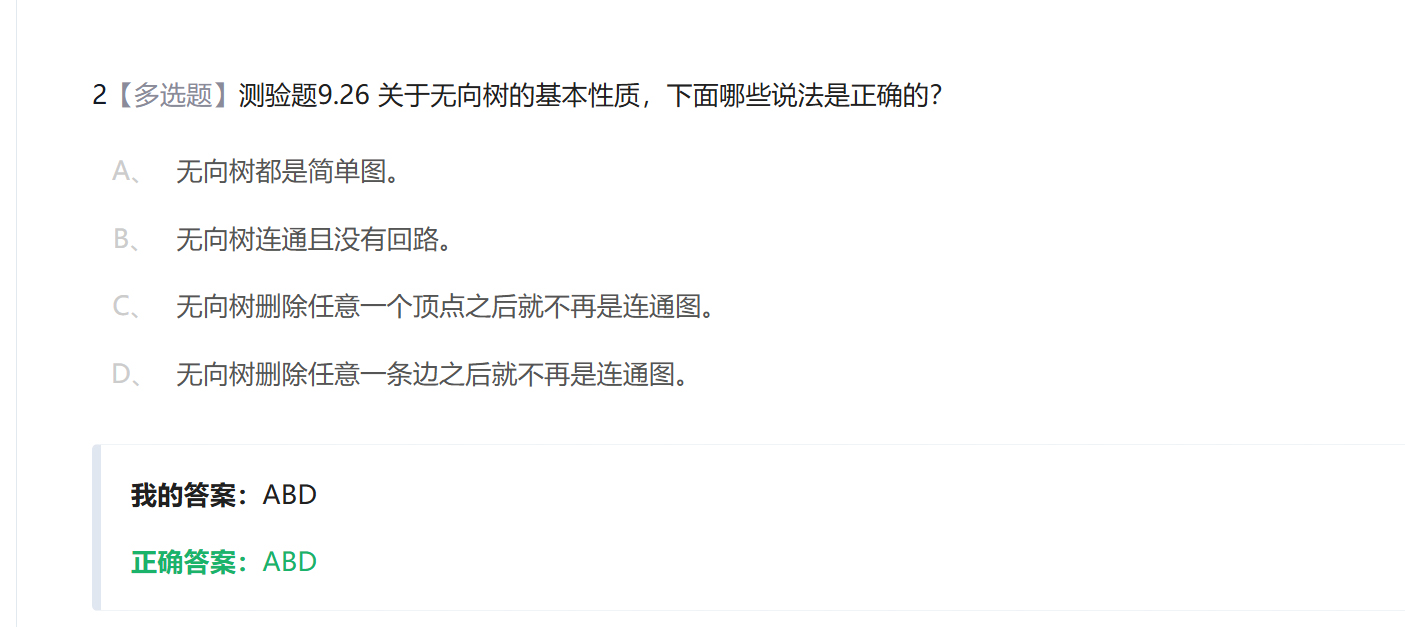 2【多选题】测验题9.26 关于无向树的基本性质，下面哪些说法是正确的？
A、 无向树都是简单图。
B、 无向树连通且没有回路。
C、 无向树删除任意一个顶点之后就不再是连通图。
D、 无向树删除任意一条边之后就不再是连通图。
我的答案：ABD
正确答案：ABD